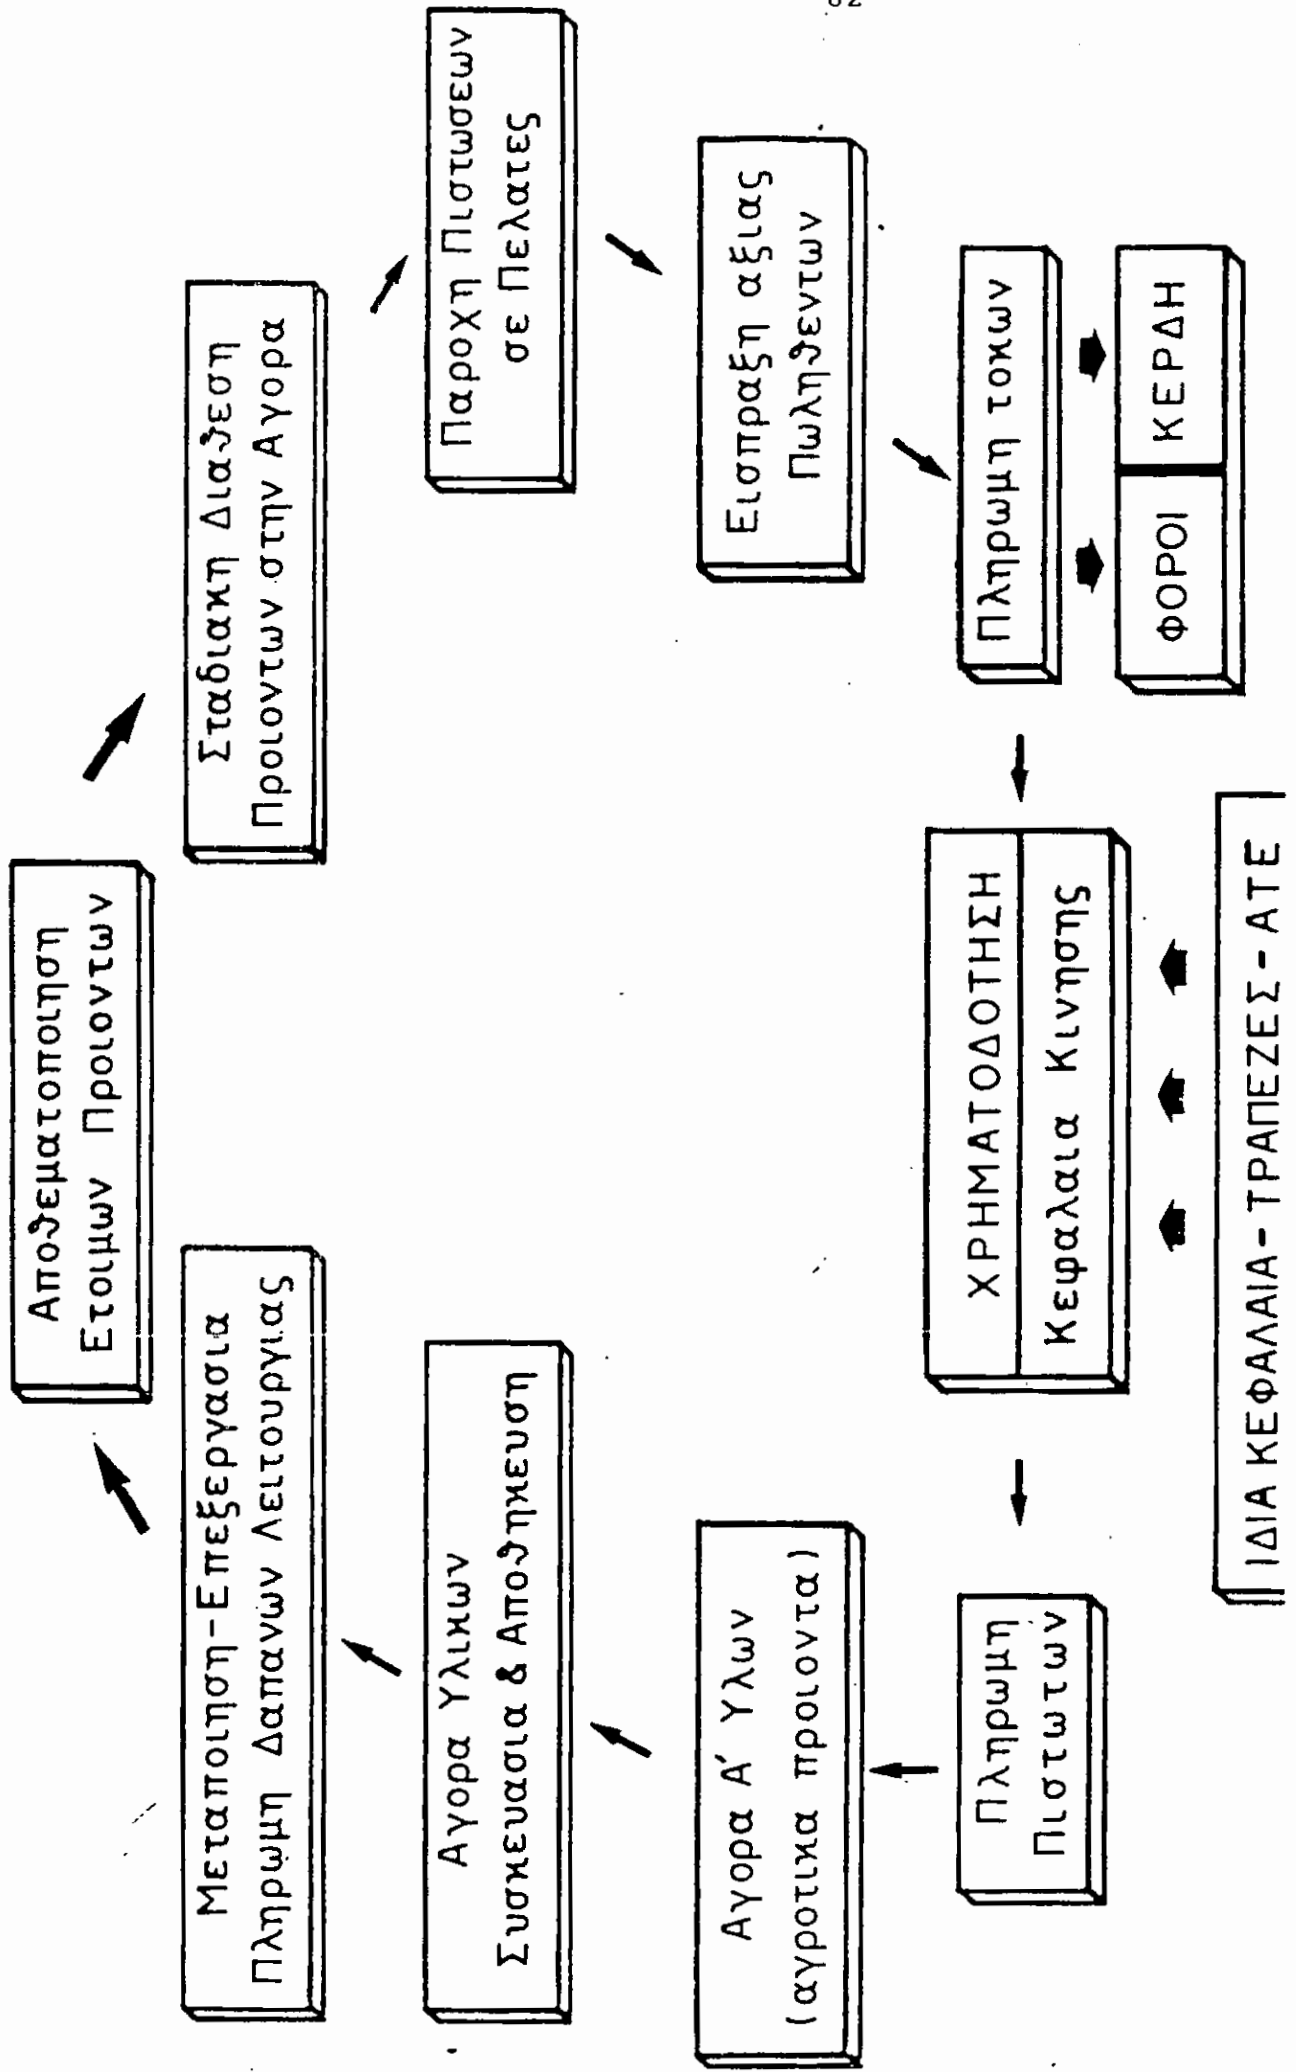 82
Αποθεματοποιηση
Ετοιμων Προιοντων
Μεταποιηση-Επεξεργασια
Πληρωμη Δαπανων Λειτουργιας
Σταδιακη Διαθεση
Προιοντων στην Αγορα
Αγορα Υλικων
Συσκευασια & Αποθηκευση
Παροχη Πιστωσεων
σε Πελατες
Αγορα Α' Υλων
(αγροτικα προιοντα)
Εισπραξη αξιας
Πωληθεντων
Πληρωμη
Πιστωτων
ΧΡΗΜΑΤΟΔΟΤΗΣΗ
Κεφαλαια Κινησης
Πληρωμη τοκων
ΦΟΡΟΙ
ΚΕΡΔΗ
ΙΔΙΑ ΚΕΦΑΛΑΙΑ-ΤΡΑΠΕΖΕΣ-ΑΤΕ